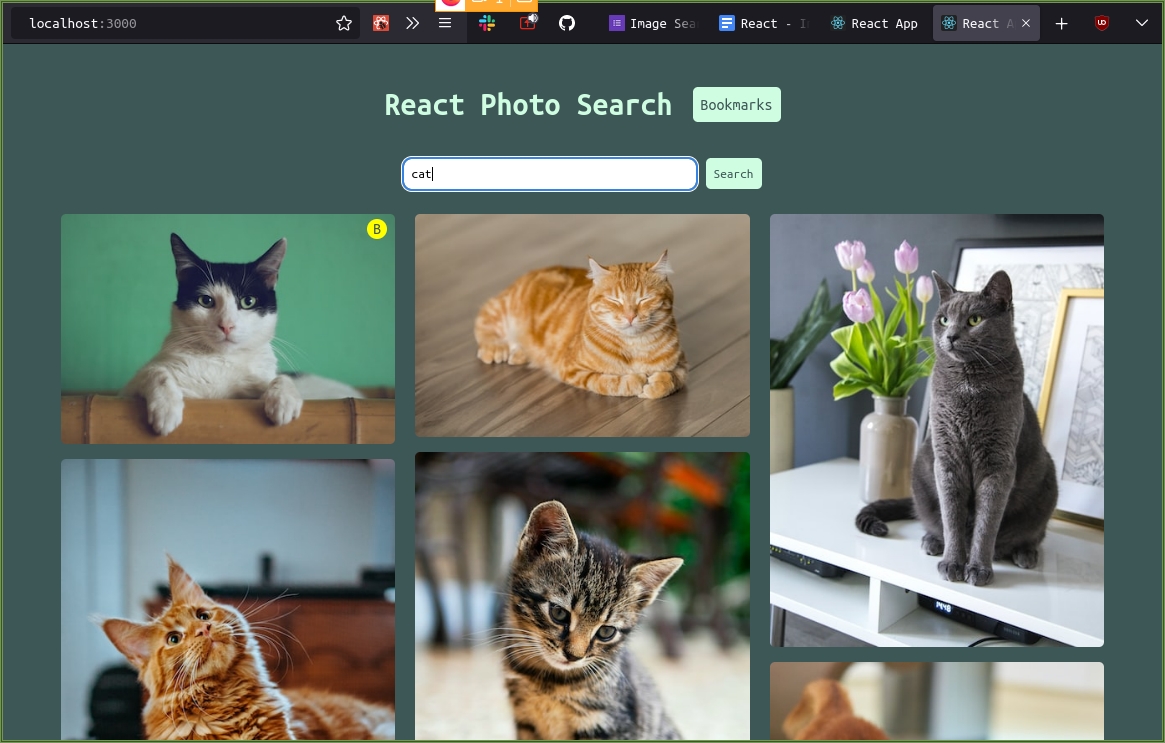 localhost:3000
Image Sea
React - I
React App
React A
React Photo Search
Bookmarks
cat
Search
B